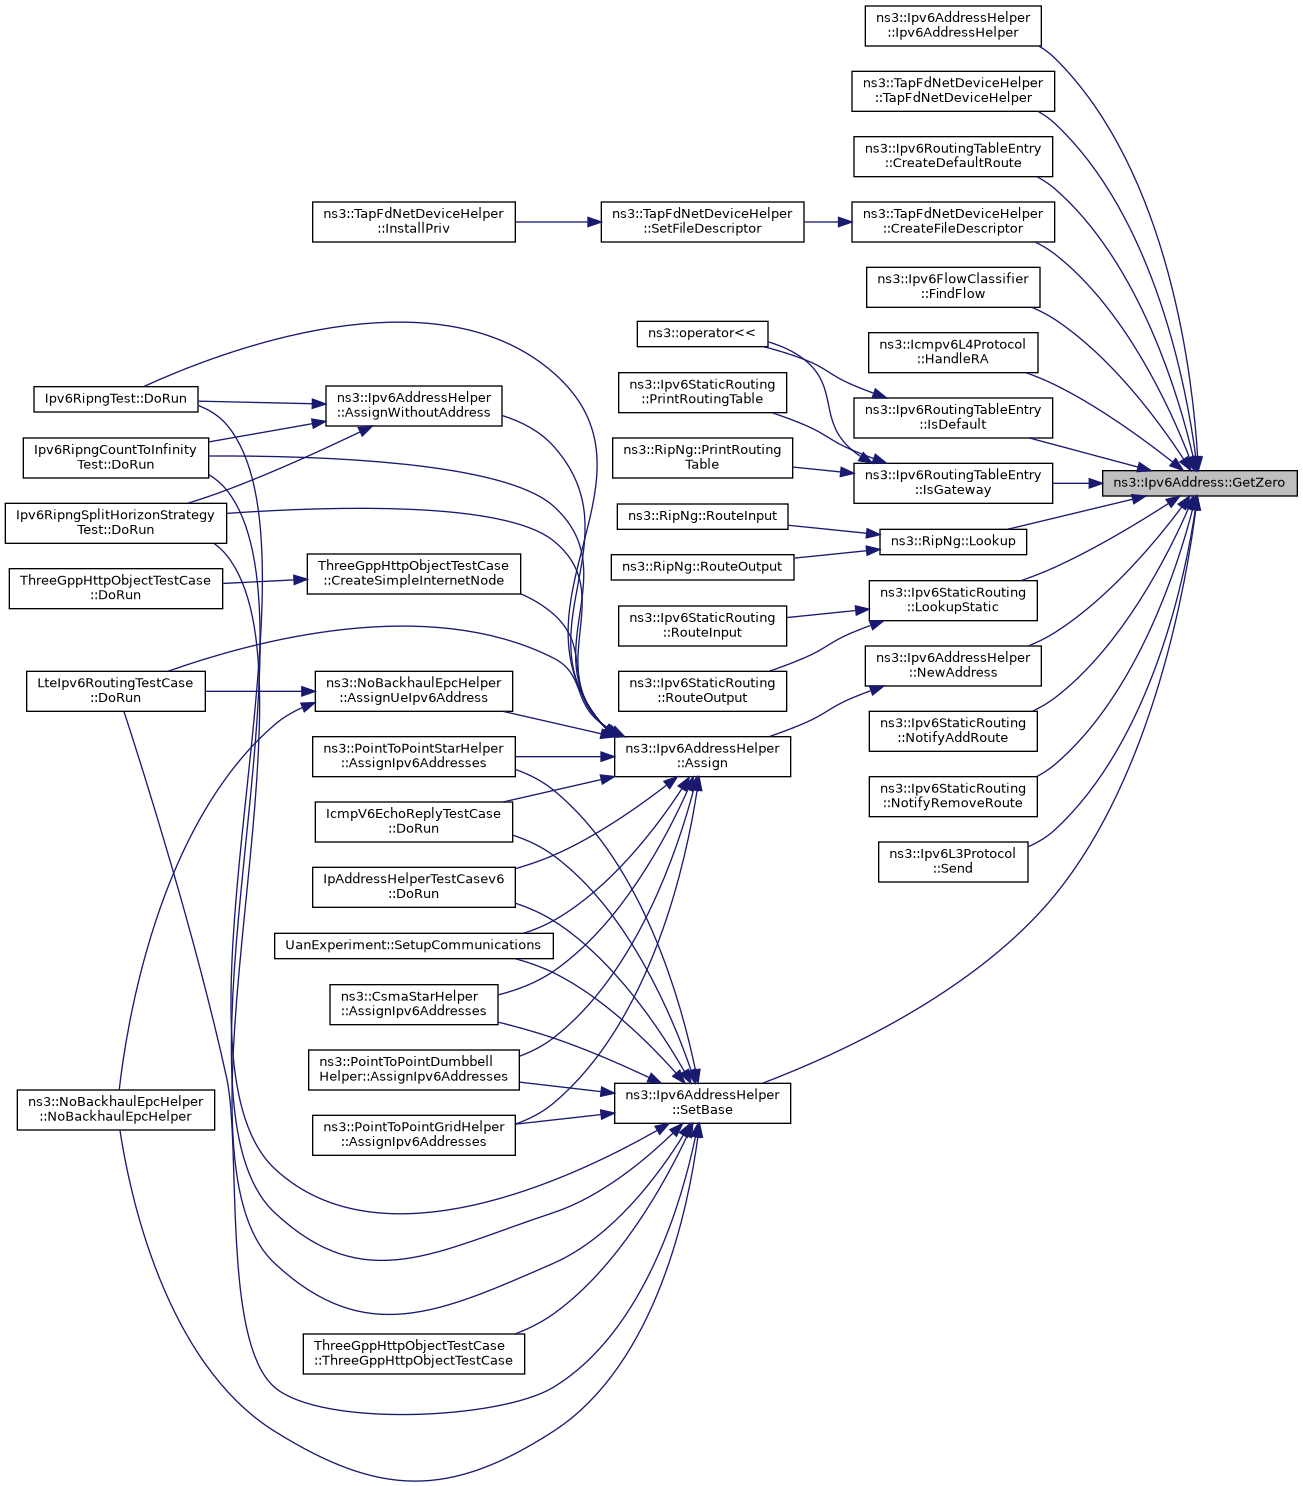 ns3::Ipv6AddressHelper
::Ipv6AddressHelper
ns3::TapFdNetDeviceHelper
::TapFdNetDeviceHelper
ns3::Ipv6RoutingTableEntry
::CreateDefaultRoute
ns3::TapFdNetDeviceHelper
::InstallPriv
ns3::TapFdNetDeviceHelper
::SetFileDescriptor
ns3::TapFdNetDeviceHelper
::CreateFileDescriptor
ns3::Ipv6FlowClassifier
::FindFlow
ns3::operator<<
ns3::Icmpv6L4Protocol
::HandleRA
ns3::Ipv6StaticRouting
::PrintRoutingTable
Ipv6RipngTest::DoRun
ns3::Ipv6AddressHelper
::AssignWithoutAddress
ns3::Ipv6RoutingTableEntry
::IsDefault
Ipv6RipngCountToInfinity
Test::DoRun
ns3::RipNg::PrintRouting
Table
ns3::Ipv6RoutingTableEntry
::IsGateway
ns3::Ipv6Address::GetZero
Ipv6RipngSplitHorizonStrategy
Test::DoRun
ns3::RipNg::RouteInput
ns3::RipNg::Lookup
ns3::RipNg::RouteOutput
ThreeGppHttpObjectTestCase
::DoRun
ThreeGppHttpObjectTestCase
::CreateSimpleInternetNode
ns3::Ipv6StaticRouting
::LookupStatic
ns3::Ipv6StaticRouting
::RouteInput
ns3::Ipv6AddressHelper
::NewAddress
LteIpv6RoutingTestCase
::DoRun
ns3::NoBackhaulEpcHelper
::AssignUeIpv6Address
ns3::Ipv6StaticRouting
::RouteOutput
ns3::Ipv6StaticRouting
::NotifyAddRoute
ns3::PointToPointStarHelper
::AssignIpv6Addresses
ns3::Ipv6AddressHelper
::Assign
ns3::Ipv6StaticRouting
::NotifyRemoveRoute
IcmpV6EchoReplyTestCase
::DoRun
ns3::Ipv6L3Protocol
::Send
IpAddressHelperTestCasev6
::DoRun
UanExperiment::SetupCommunications
ns3::CsmaStarHelper
::AssignIpv6Addresses
ns3::PointToPointDumbbell
Helper::AssignIpv6Addresses
ns3::NoBackhaulEpcHelper
::NoBackhaulEpcHelper
ns3::Ipv6AddressHelper
::SetBase
ns3::PointToPointGridHelper
::AssignIpv6Addresses
ThreeGppHttpObjectTestCase
::ThreeGppHttpObjectTestCase